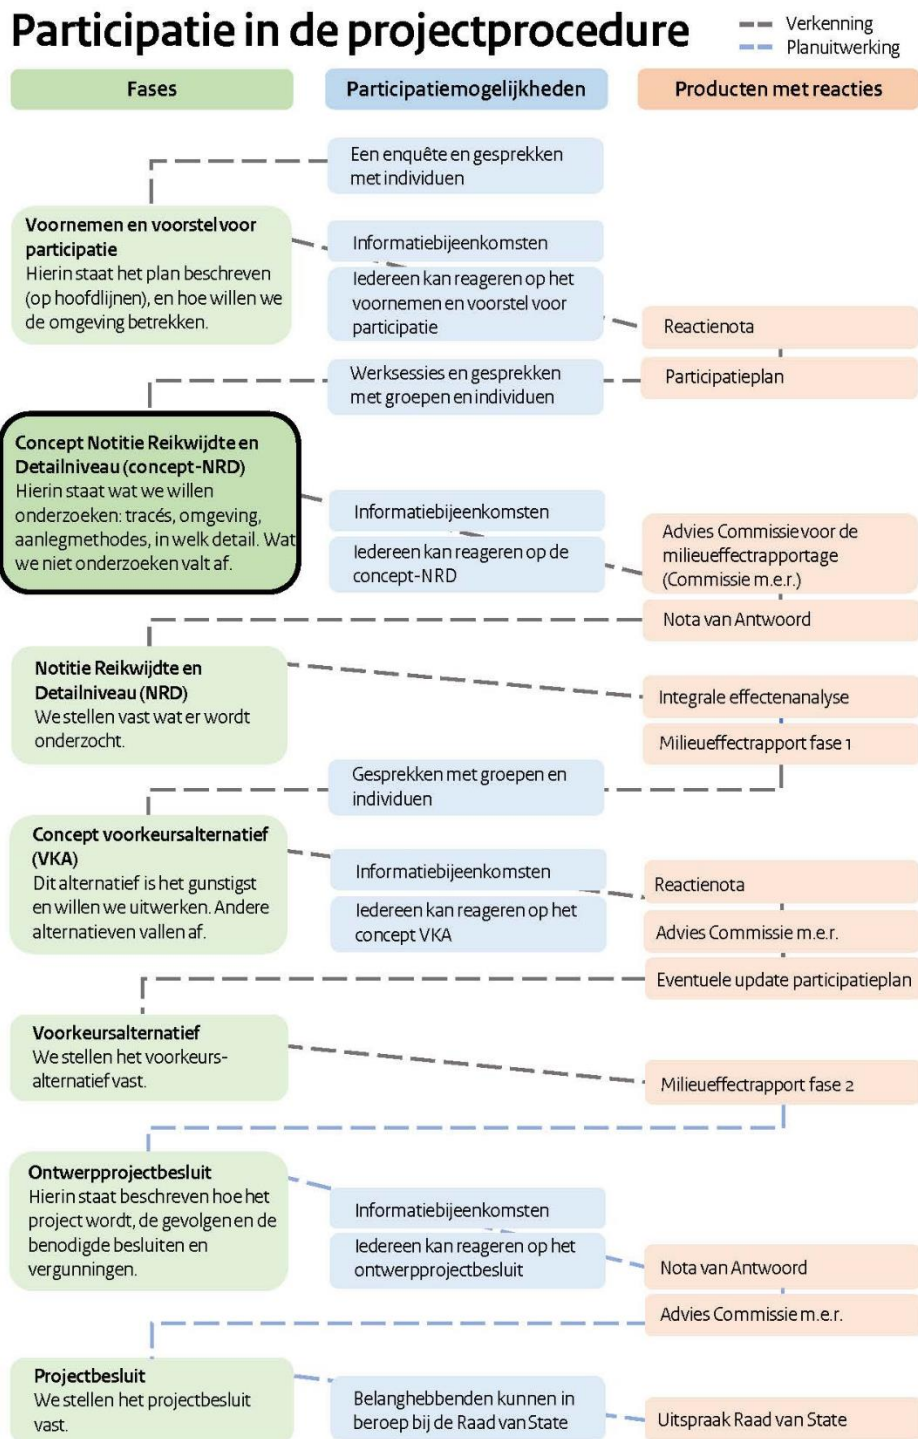 Participatie in de projectprocedure
Verkenning
Planuitwerking
Fases
Participatiemogelijkheden
Producten met reacties
Een enquête en gesprekken
met individuen
Voornemen en voorstel voor
participatie
Hierin staat het plan beschreven
(op hoofdlijnen), en hoe willen we
de omgeving betrekken.
Informatiebijeenkomsten
Iedereen kan reageren op het
voornemen en voorstel voor
participatie
Reactienota
Participatieplan
Werksessies en gesprekken
met groepen en individuen
Concept Notitie Reikwijdte en
Detailniveau (concept-NRD)
Hierin staat wat we willen
onderzoeken: tracés, omgeving,
aanlegmethodes, in welk detail. Wat
we niet onderzoeken valt af.
Informatiebijeenkomsten
Iedereen kan reageren op de
concept-NRD
Advies Commissie voor de
milieueffectrapportage
(Commissie m.e.r.)
Nota van Antwoord
Notitie Reikwijdte en
Detailniveau (NRD)
We stellen vast wat er wordt
onderzocht.
Integrale effectenanalyse
Milieueffectrapport fase 1
Gesprekken met groepen en
individuen
Concept voorkeursalternatief
(VKA)
Dit alternatief is het gunstigst
en willen we uitwerken. Andere
alternatieven vallen af.
Informatiebijeenkomsten
Iedereen kan reageren op het
concept VKA
Reactienota
Advies Commissie m.e.r.
Eventuele update participatieplan
Voorkeursalternatief
We stellen het voorkeurs-
alternatief vast.
Milieueffectrapport fase 2
Ontwerpprojectbesluit
Hierin staat beschreven hoe het
project wordt, de gevolgen en de
benodigde besluiten en
vergunningen.
Informatiebijeenkomsten
Iedereen kan reageren op het
ontwerpprojectbesluit
Nota van Antwoord
Advies Commissie m.e.r.
Projectbesluit
We stellen het projectbesluit
vast.
Belanghebbenden kunnen in
beroep bij de Raad van State
Uitspraak Raad van State